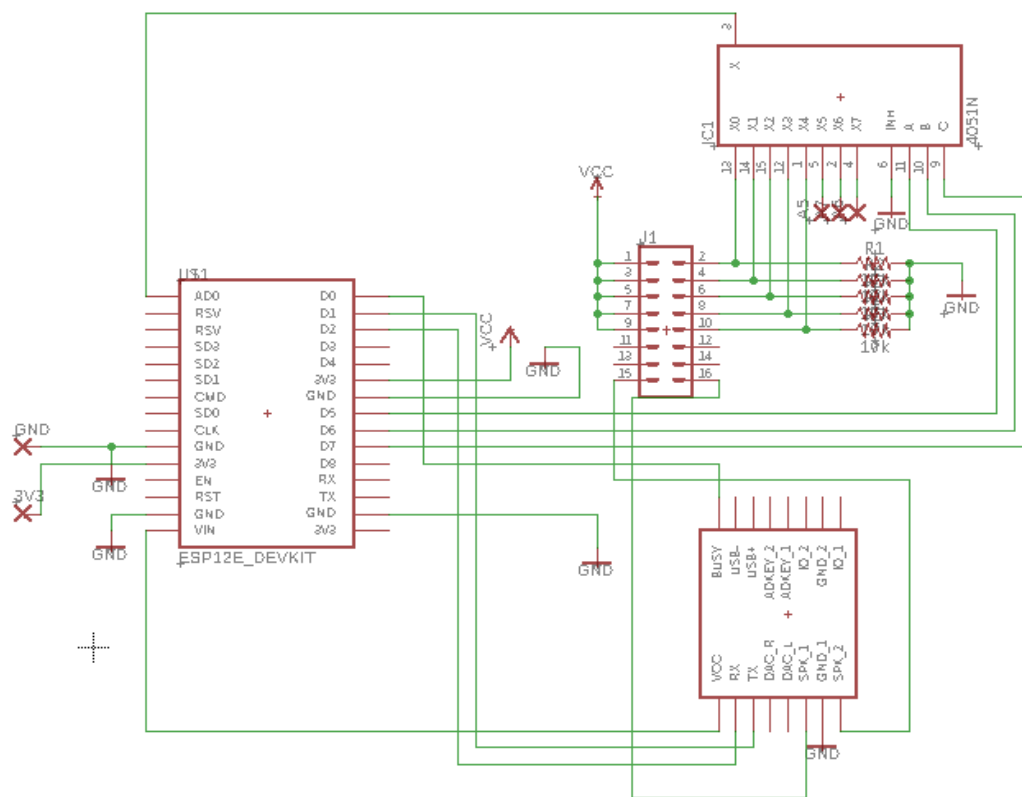 3
X
IC1
4051N
X0 X1 X2 X3 X4 X5 X6 X7 INH A B C
13 14 15 12 1 5 2 4 6 11 10 9
VCC
GND
J1
R1
1 2
3 4
5 6
7 8
9 10
11 12
13 14
15 16
GND
10k
U$1
AD0 D0
RSV D1
RSV D2
SD3 D3
SD2 D4
SD1 3V3
CMD GND
SD0 D5
CLK D6
GND D7
3V3 D8
EN RX
RST TX
GND GND
VIN 3V3
ESP12E_DEVKIT
VCC
GND
GND
GND
3V3
GND
GND
BUSY USB- USB+ ADKEY_2 ADKEY_1 IO_2 GND_2 IO_1
VCC RX TX DAC_R DAC_L SPK_1 GND_1 SPK_2
GND